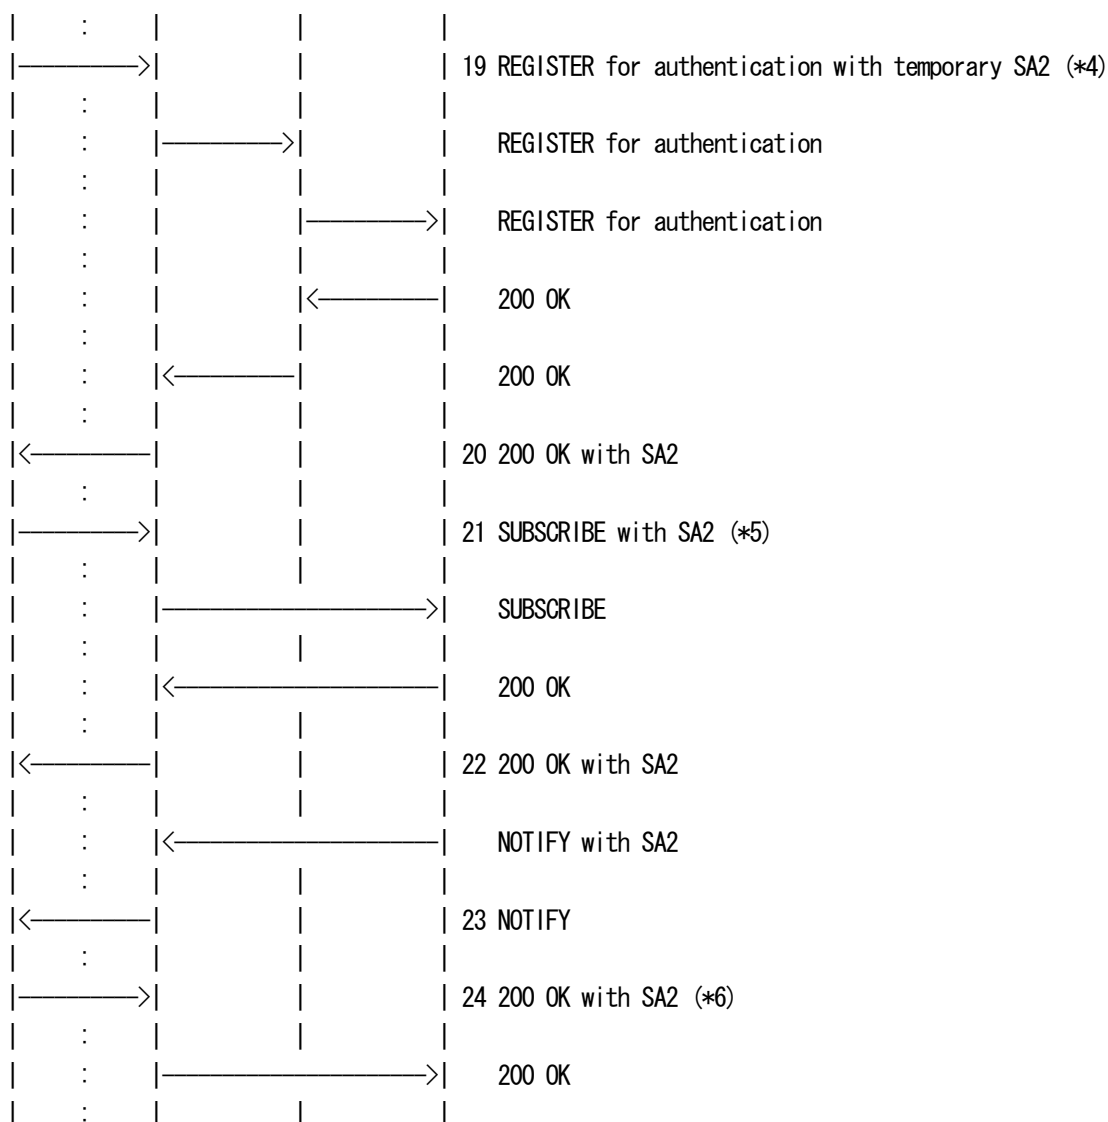 |     :     |           |           |
|---------->|           |           | 19 REGISTER for authentication with temporary SA2 (*4)
|     :     |           |           |
|     :     |---------->|           |    REGISTER for authentication
|     :     |           |           |
|     :     |           |---------->|    REGISTER for authentication
|     :     |           |           |
|     :     |           |<----------|    200 OK
|     :     |           |           |
|     :     |<----------|           |    200 OK
|     :     |           |           |
|<----------|           |           | 20 200 OK with SA2
|     :     |           |           |
|---------->|           |           | 21 SUBSCRIBE with SA2 (*5)
|     :     |           |           |
|     :     |---------------------->|    SUBSCRIBE
|     :     |           |           |
|     :     |<----------------------|    200 OK
|     :     |           |           |
|<----------|           |           | 22 200 OK with SA2
|     :     |           |           |
|     :     |<----------------------|    NOTIFY with SA2
|     :     |           |           |
|<----------|           |           | 23 NOTIFY
|     :     |           |           |
|---------->|           |           | 24 200 OK with SA2 (*6)
|     :     |           |           |
|     :     |---------------------->|    200 OK
|     :     |           |           |